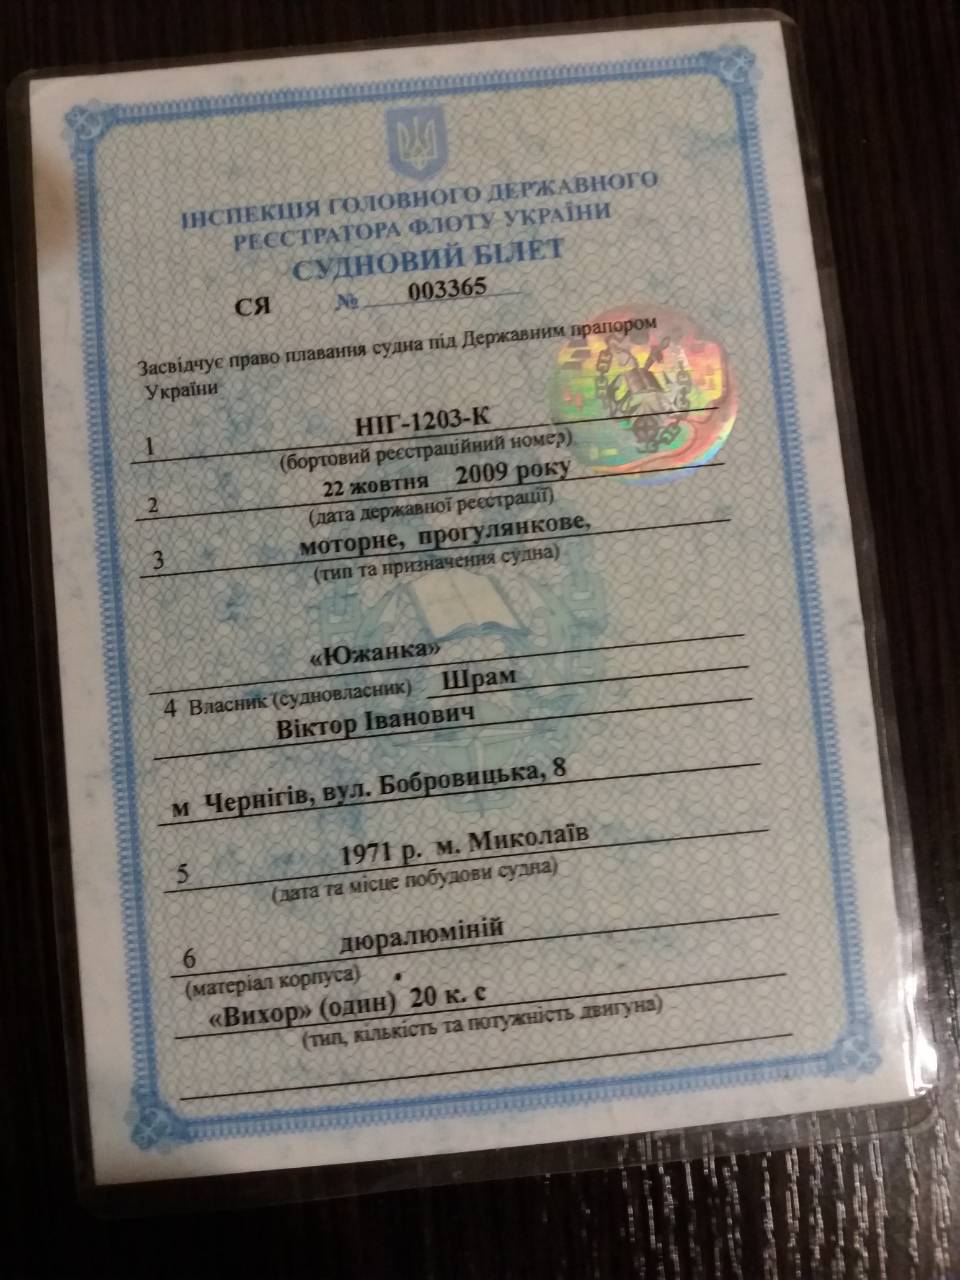 ІНСПЕКЦІЯ ГОЛОВНОГО ДЕРЖАВНОГО
РЕЄСТРАТОРА ФЛОТУ УКРАЇНИ
СУДНОВИЙ БІЛЕТ
СЯ № 003365
Засвідчує право плавання судна під Державним прапором
України
1 НІГ-1203-К
(бортовий реєстраційний номер)
2 22 жовтня 2009 року
(дата державної реєстрації)
3 моторне, прогулянкове,
(тип та призначення судна)
«Южанка»
4 Власник (судновласник) Шрам
Віктор Іванович
м Чернігів, вул. Бобровицька, 8
5 1971 р. м. Миколаїв
(дата та місце побудови судна)
6 дюралюміній
(матеріал корпуса)
«Вихор» (один) 20 к. с
(тип, кількість та потужність двигуна)